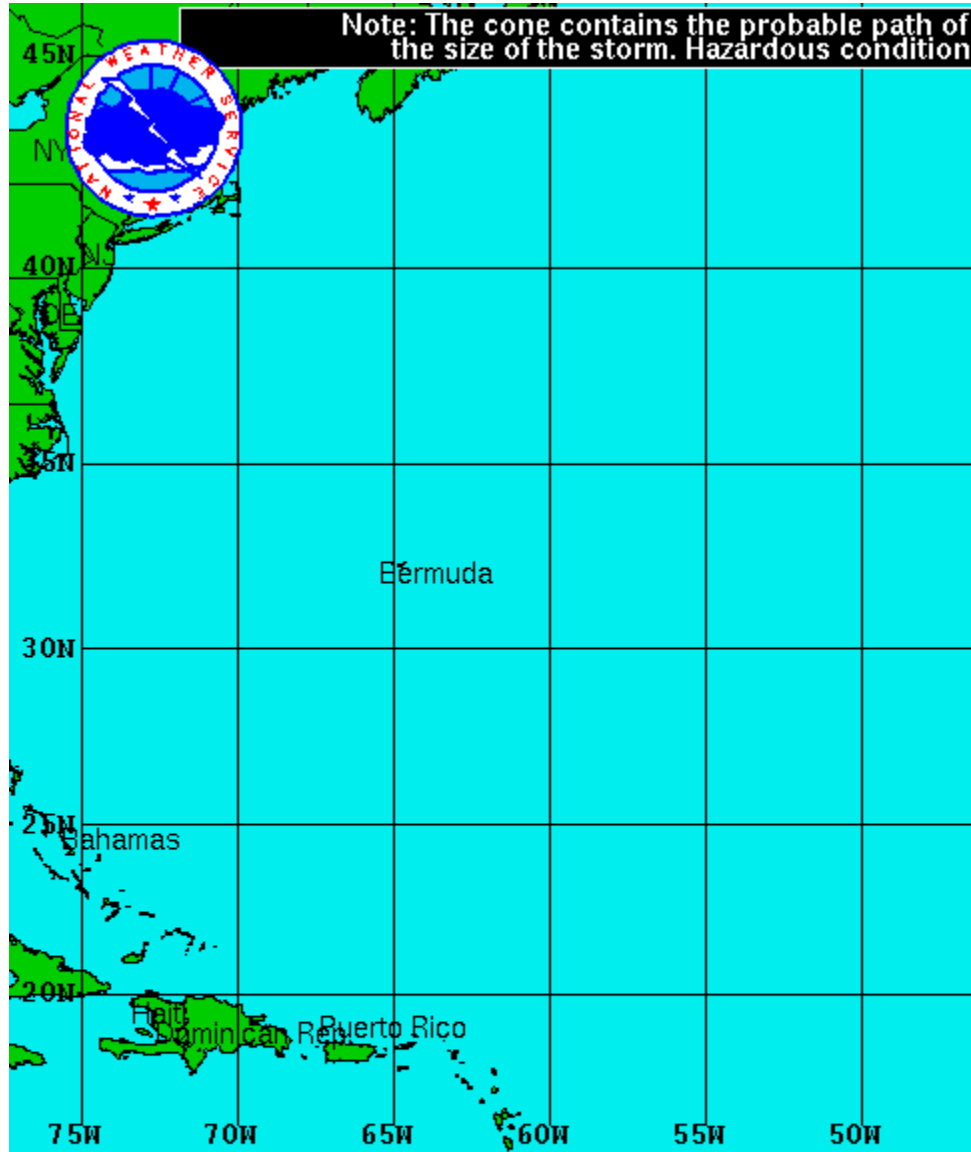 Note: The cone contains the probable path of
the size of the storm. Hazardous condition
45N
NATIONAL WEATHER SERVICE
NY
NJ
40N
DE
35N
Bermuda
30N
25N
Bahamas
20N
Haiti
Puerto Rico
Dominican Rep.
75W 70W 65W 60W 55W 50W